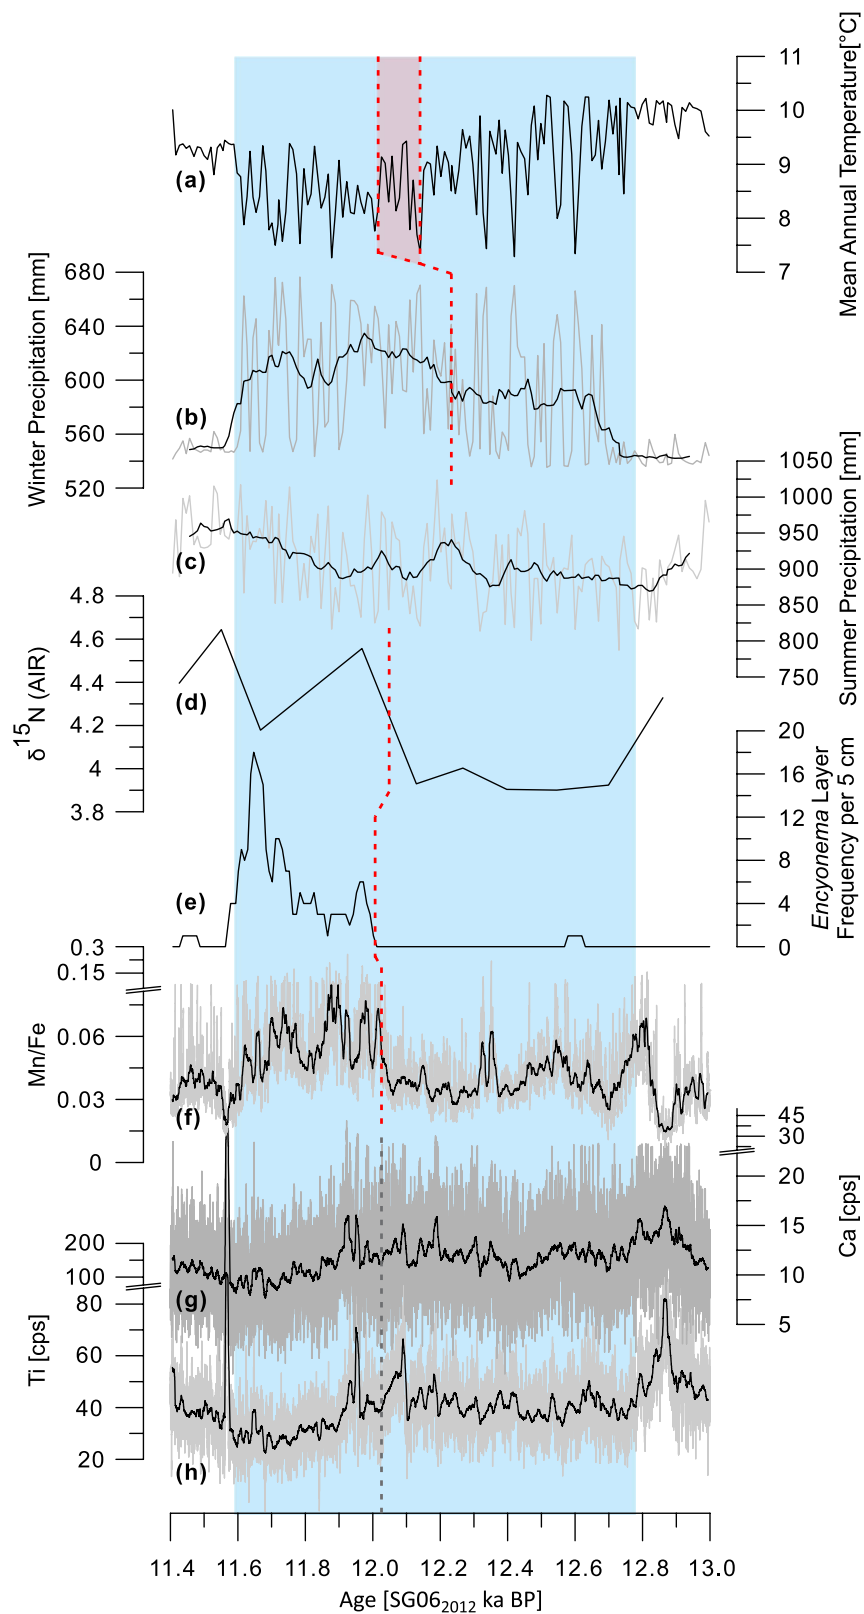 11
10
9
8
7
Mean Annual Temperature[°C]
(a)
680
640
600
560
520
Winter Precipitation [mm]
(b)
1050
1000
950
900
850
800
750
Summer Precipitation [mm]
(c)
4.8
4.6
4.4
4.2
4
3.8
δ 15N (AIR)
(d)
20
16
12
8
4
0
Encyonema Layer
Frequency per 5 cm
(e)
0.3
0.15
0.06
0.03
0
Mn/Fe
(f)
45
30
20
15
10
5
Ca [cps]
(g)
200
100
80
60
40
20
Ti [cps]
(h)
11.4 11.6 11.8 12.0 12.2 12.4 12.6 12.8 13.0
Age [SG062012 ka BP]